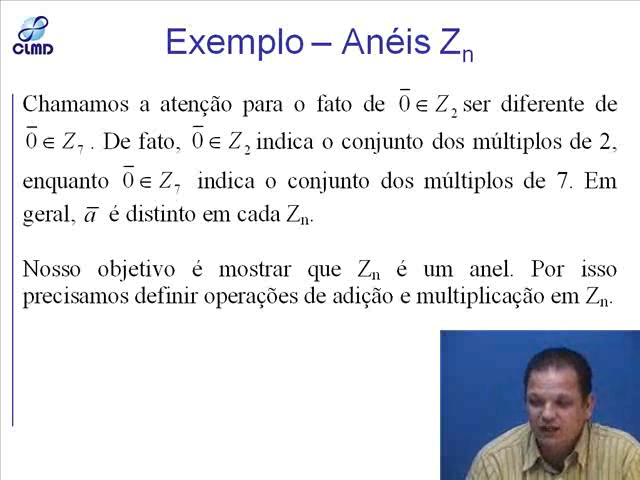 CLMD
Exemplo – Anéis Zₙ
Chamamos a atenção para o fato de 0̅ ∈ Z₂ ser diferente de
0̅ ∈ Z₇ . De fato, 0̅ ∈ Z₂ indica o conjunto dos múltiplos de 2,
enquanto 0̅ ∈ Z₇ indica o conjunto dos múltiplos de 7. Em
geral, a̅ é distinto em cada Zₙ.
Nosso objetivo é mostrar que Zₙ é um anel. Por isso
precisamos definir operações de adição e multiplicação em Zₙ.